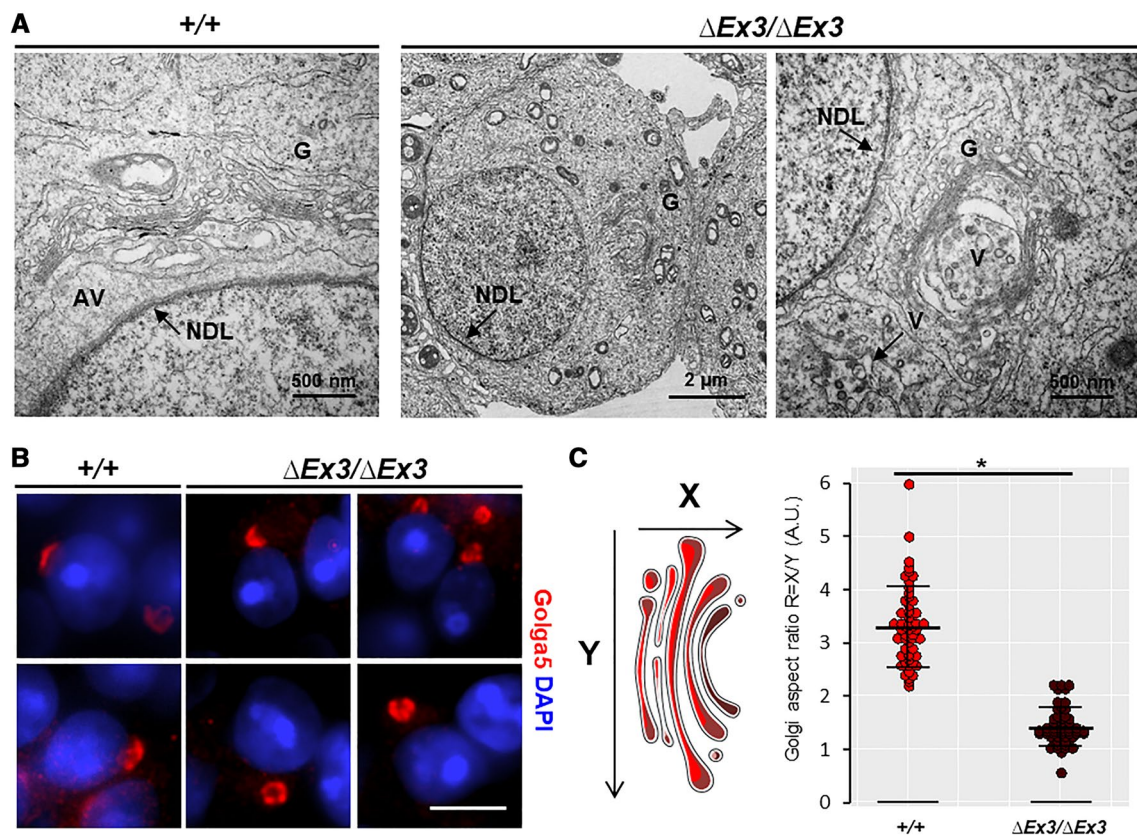 A
+/+
ΔEx3/ΔEx3
G
AV
NDL
500 nm
G
NDL
2 µm
NDL
G
V
V
500 nm
B
+/+
ΔEx3/ΔEx3
Golga5 DAPI
C
X
Y
*
Golgi aspect ratio R=X/Y (A.U.)
6
5
4
3
2
1
0
+/+
ΔEx3/ΔEx3